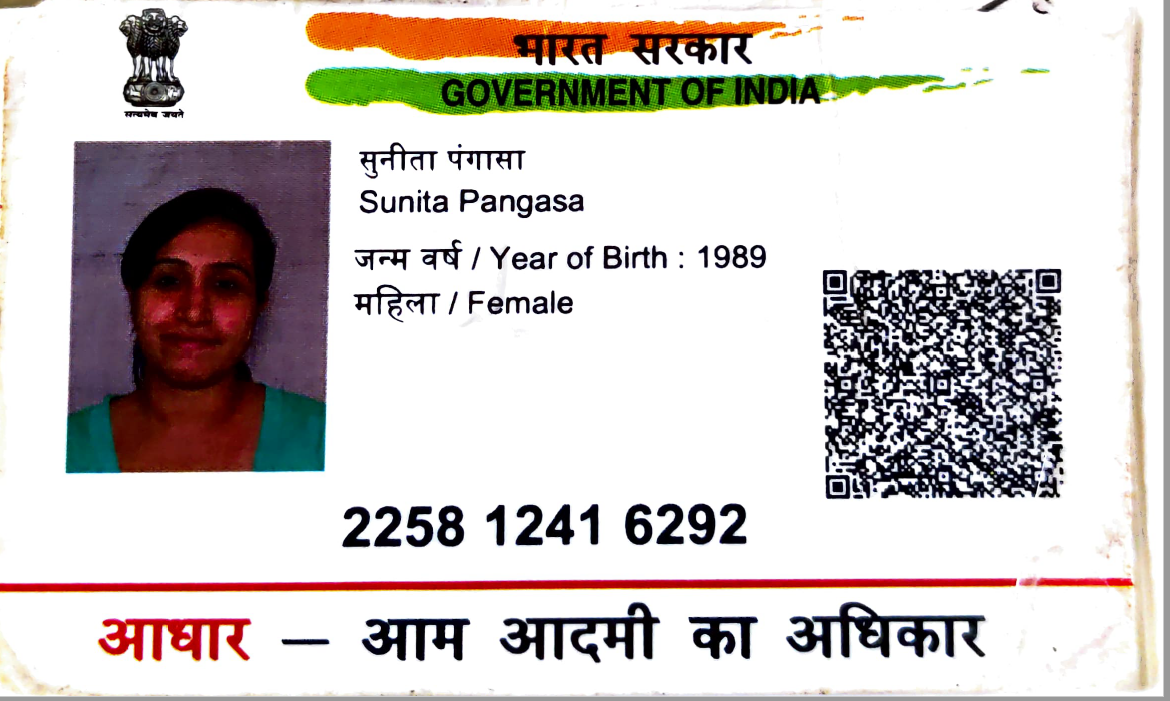 भारत सरकार
GOVERNMENT OF INDIA
सत्यमेव जयते
सुनीता पंगासा
Sunita Pangasa
जन्म वर्ष / Year of Birth : 1989
महिला / Female
2258 1241 6292
आधार — आम आदमी का अधिकार